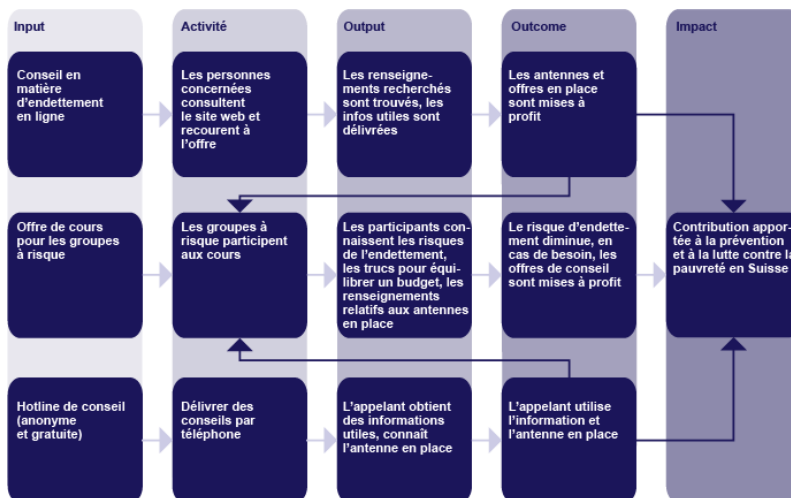 Input
Activité
Output
Outcome
Impact
Conseil en
matière
d'endettement
en ligne
Les personnes
concernées
consultent
le site web et
recourent à
l'offre
Les renseigne-
ments recherchés
sont trouvés, les
infos utiles sont
délivrées
Les antennes et
offres en place
sont mises à
profit
Offre de cours
pour les groupes
à risque
Les groupes à
risque participent
aux cours
Les participants con-
naissent les risques
de l'endettement,
les trucs pour équi-
librer un budget, les
renseignements
relatifs aux antennes
en place
Le risque d'endette-
ment diminue, en
cas de besoin, les
offres de conseil
sont mises à profit
Contribution appor-
tée à la prévention
et à la lutte contre la
pauvreté en Suisse
Hotline de conseil
(anonyme
et gratuite)
Délivrer des
conseils par
téléphone
L'appelant obtient
des informations
utiles, connaît
l'antenne en place
L'appelant utilise
l'information et
l'antenne en place